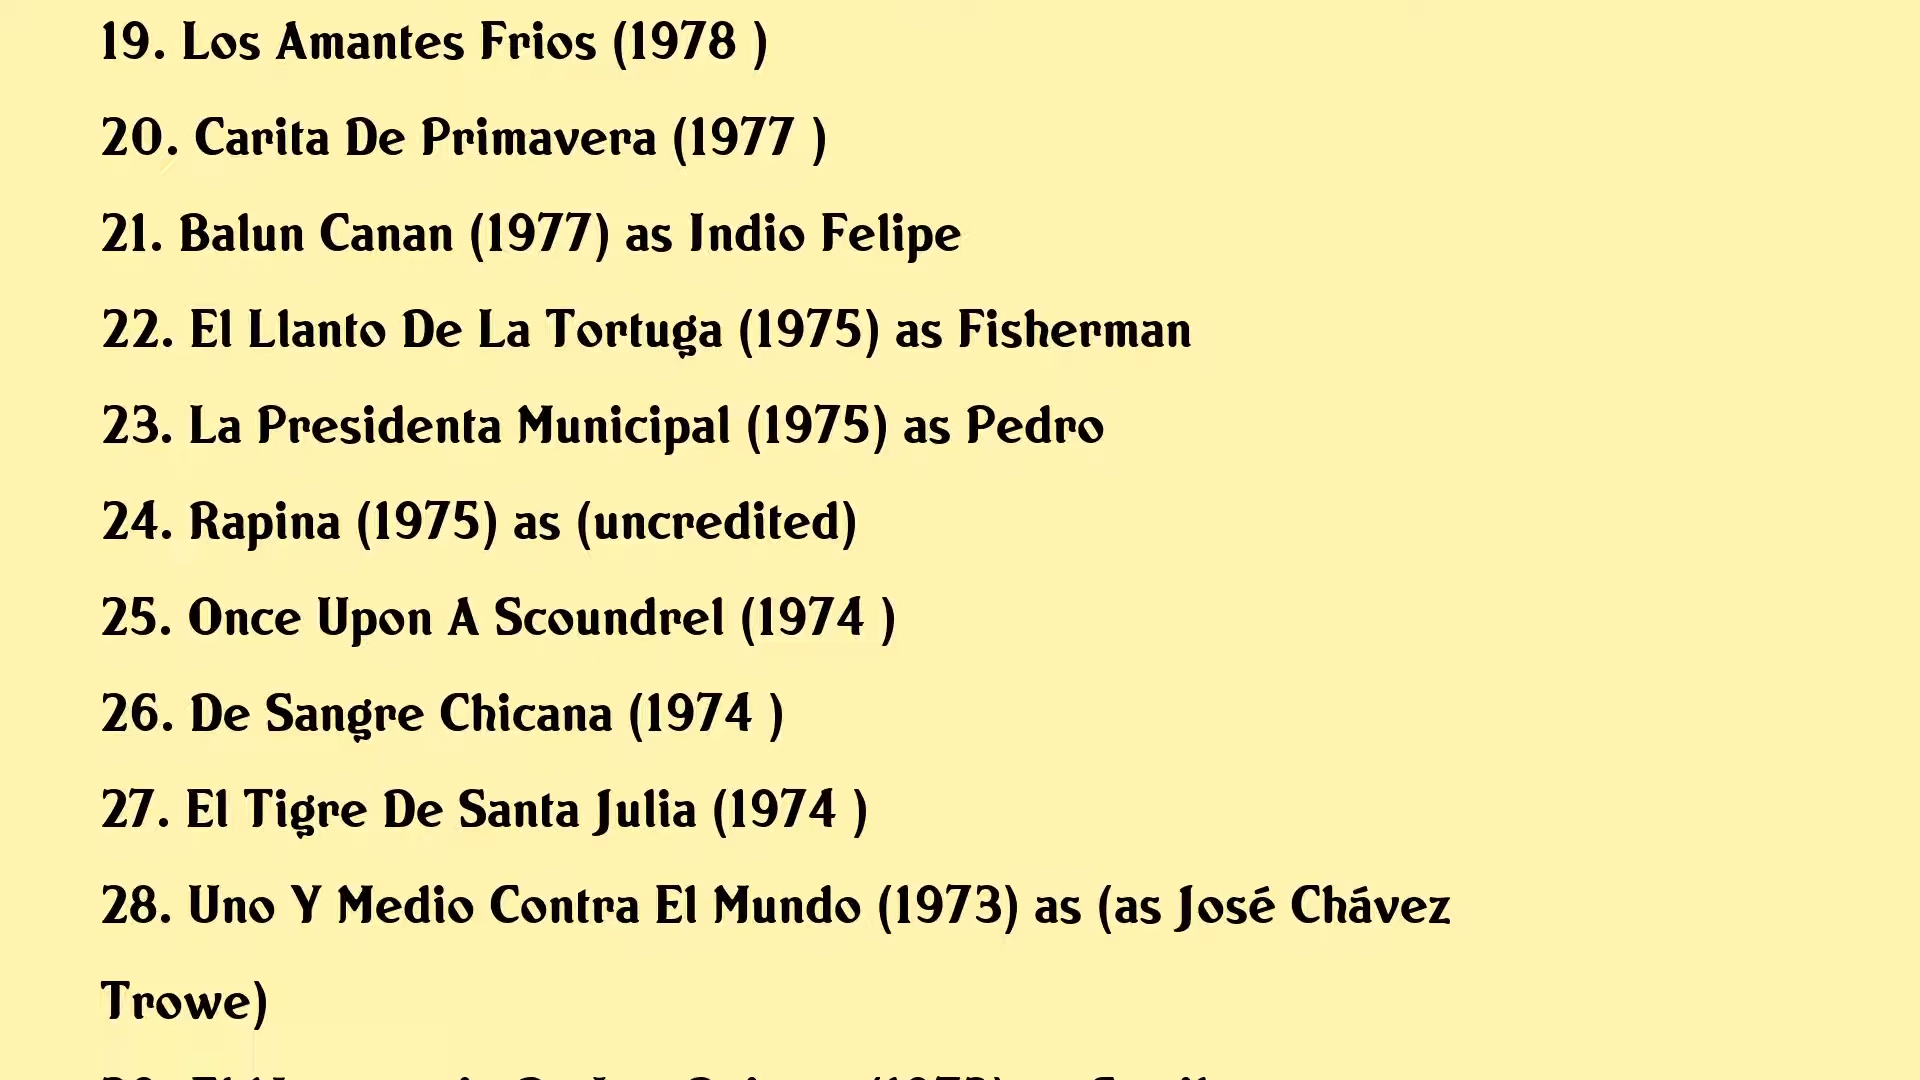 19. Los Amantes Frios (1978 )
20. Carita De Primavera (1977 )
21. Balun Canan (1977) as Indio Felipe
22. El Llanto De La Tortuga (1975) as Fisherman
23. La Presidenta Municipal (1975) as Pedro
24. Rapina (1975) as (uncredited)
25. Once Upon A Scoundrel (1974 )
26. De Sangre Chicana (1974 )
27. El Tigre De Santa Julia (1974 )
28. Uno Y Medio Contra El Mundo (1973) as (as José Chávez
Trowe)